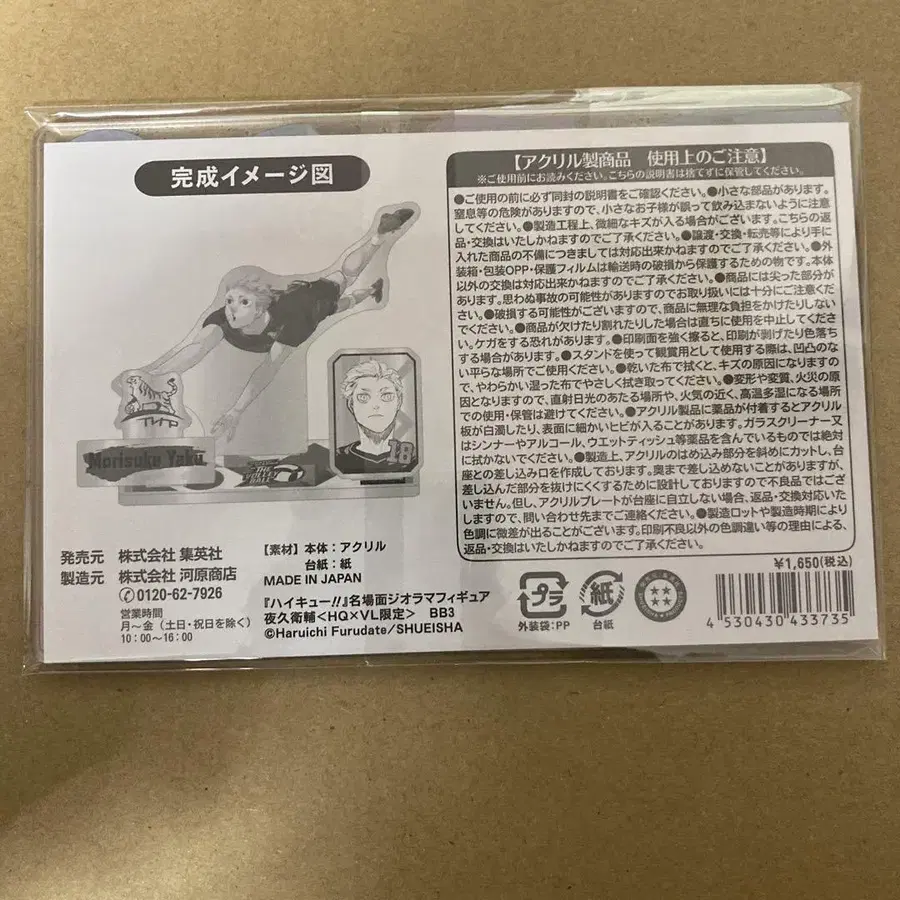 完成イメージ図
Morisuke Yaku
THE
VOLLEY
BALL
18
発売元 株式会社 集英社
製造元 株式会社 河原商店
0120-62-7926
営業時間
月～金 (土日・祝日を除く)
10:00～16:00
【素材】本体：アクリル
台紙：紙
MADE IN JAPAN
『ハイキュー!!』名場面ジオラマフィギュア
夜久衛輔<HQ×VL限定> BB3
©Haruichi Furudate/SHUEISHA
【アクリル製商品 使用上のご注意】
※ご使用前にお読みください。こちらの説明書は捨てずに保管してください。
●ご使用の前に必ず同封の説明書をご確認ください。●小さな部品があります。
窒息等の危険がありますので、小さなお子様が誤って飲み込まないように注意
してください。●製造工程上、微細なキズが入る場合がございます。こちらの返
品・交換はいたしかねますのでご了承ください。●譲渡・交換・転売等により手に
入れた商品の不備につきましては対応出来かねますのでご了承ください。●外
装箱・包装OPP・保護フィルムは輸送時の破損から保護するための物です。本体
以外の交換は対応出来かねますのでご了承ください。●商品には尖った部分が
あります。思わぬ事故の可能性がありますのでお取り扱いには十分にご注意くださ
い。●破損する可能性がございますので、商品に無理な負担をかけたりしない
でください。●商品が欠けたり割れたりした場合は直ちに使用を中止してくださ
い。ケガをする恐れがあります。●印刷面を強く擦ると、印刷が剥げたり色落ち
する場合があります。●スタンドを使って観賞用として使用する際は、凹凸のな
い平らな場所でご使用ください。●乾いた布で拭くと、キズの原因になりますの
で、やわらかい湿った布でやさしく拭き取ってください。●変形や変質、火災の原
因となりますので、直射日光のあたる場所や、火気の近く、高温多湿になる場所
での使用・保管は避けてください。●アクリル製品に薬品が付着するとアクリル
板が白濁したり、表面に細かいヒビが入ることがあります。ガラスクリーナー又
はシンナーやアルコール、ウエットティッシュ等薬品を含んでいるものでは絶対
に拭かないでください。●製造上、アクリルのはめ込み部分を斜めにカットし、台
座との差し込み口を作成しております。奥まで差し込めないことがありますが、
差し込んだ部分を抜けにくくするために設計しておりますので不良品ではござ
いません。但し、アクリルプレートが台座に自立しない場合、返品・交換対応いた
しますので、問い合わせ先までご連絡ください。●製造ロットや製造時期により
色調に微差が出ることがございます。印刷不良以外の色調違い等の理由による、
返品・交換はいたしかねますのでご了承ください。
¥1,650(税込)
プラ
外装袋：PP
紙
台紙
4 530430 433735